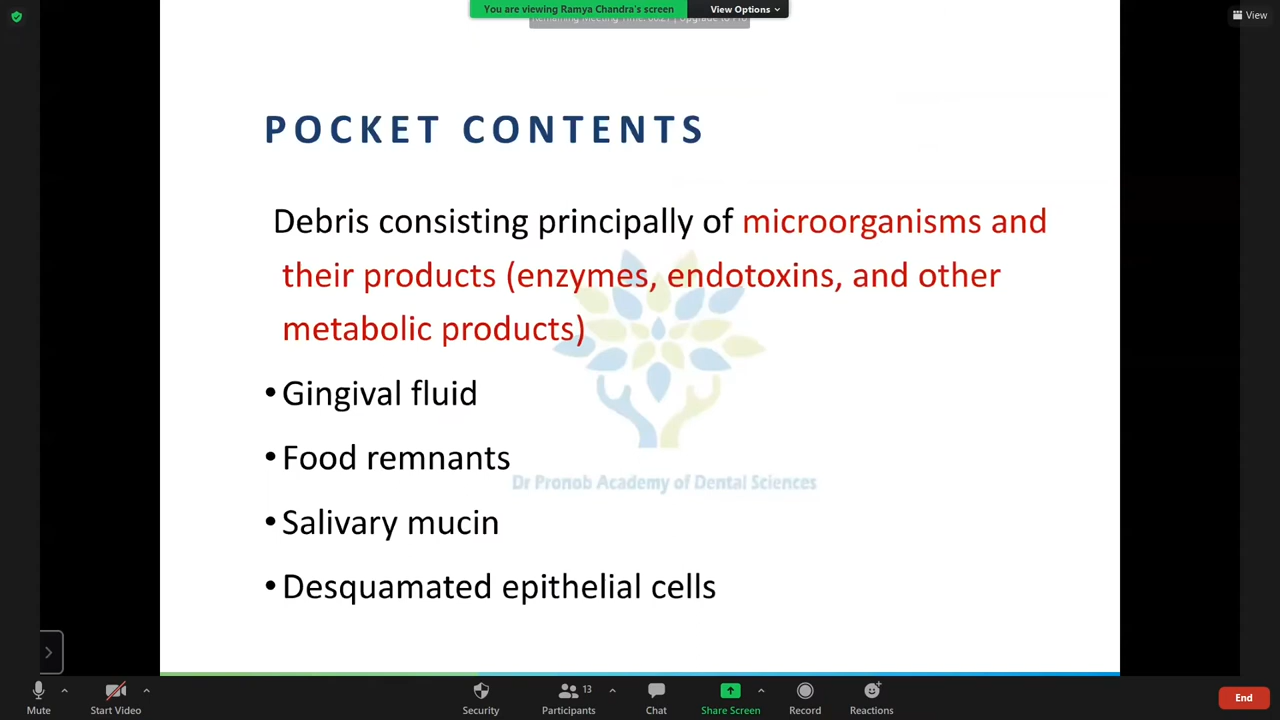 You are viewing Ramya Chandra's screen
View Options
View
POCKET CONTENTS
Debris consisting principally of microorganisms and
their products (enzymes, endotoxins, and other
metabolic products)
• Gingival fluid
• Food remnants
Dr Pronob Academy of Dental Sciences
• Salivary mucin
• Desquamated epithelial cells
Mute
Start Video
Security
Participants 13
Chat
Share Screen
Record
Reactions
End